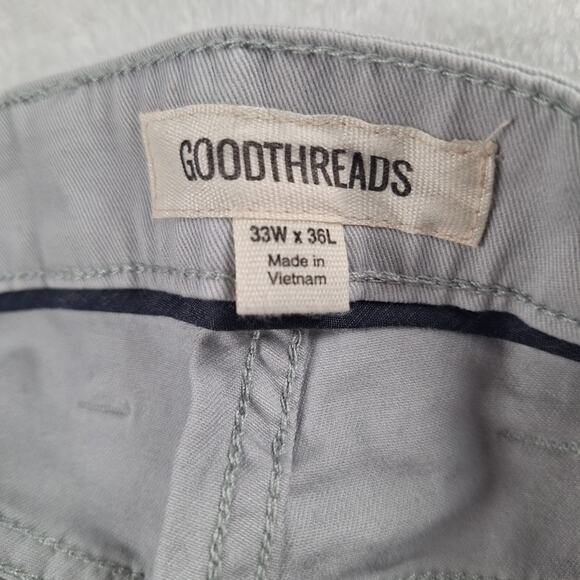 GOODTHREADS
33W x 36L
Made in
Vietnam